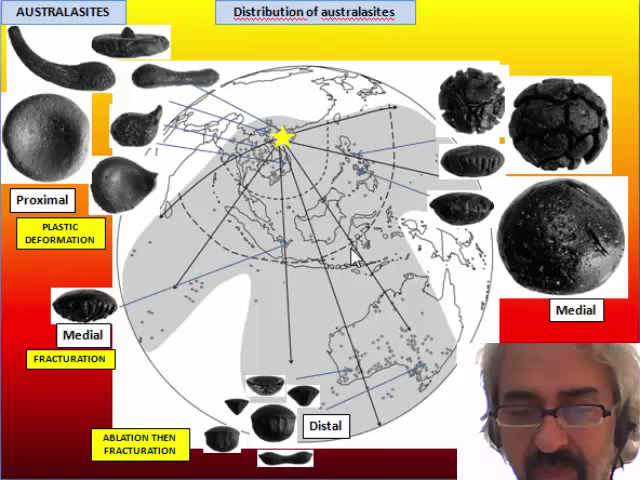 AUSTRALASITES
Distribution of australasites
Proximal
PLASTIC
DEFORMATION
Medial
FRACTURATION
Medial
Distal
ABLATION THEN
FRACTURATION